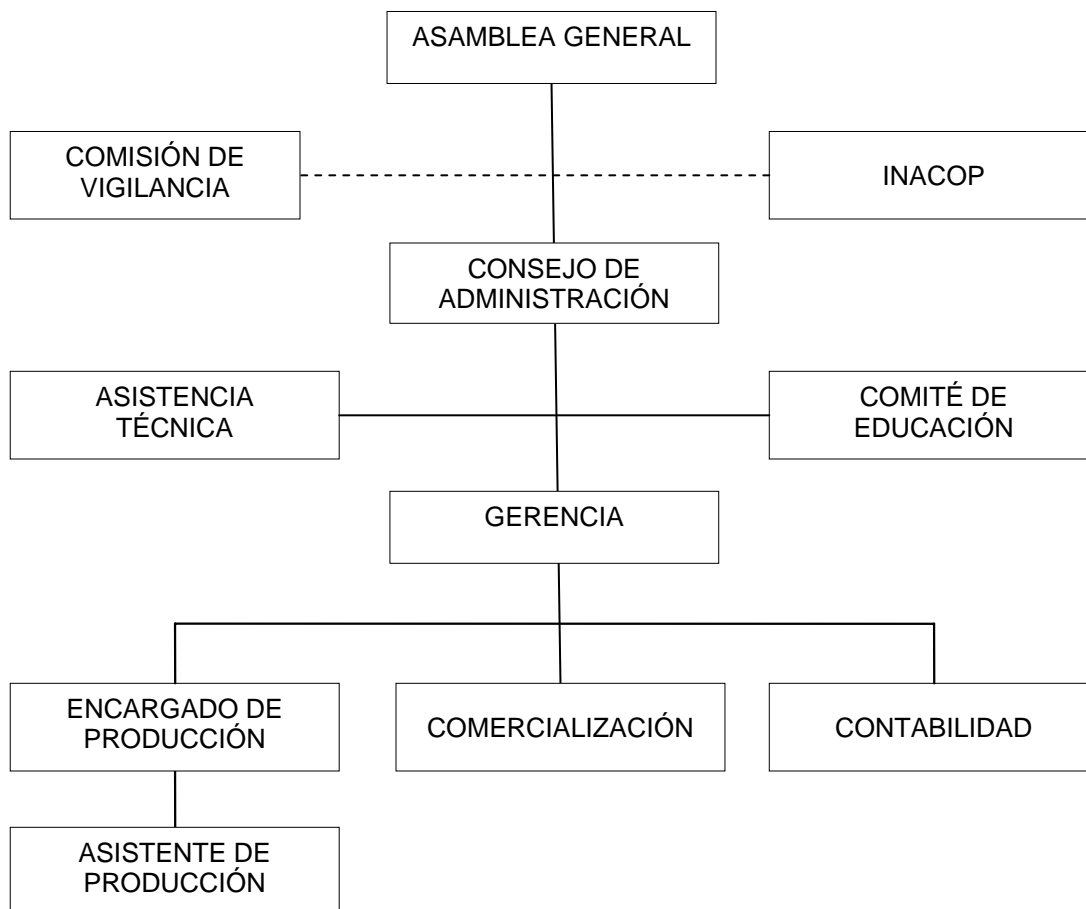 ASAMBLEA GENERAL
COMISIÓN DE
VIGILANCIA
INACOP
CONSEJO DE
ADMINISTRACIÓN
ASISTENCIA
TÉCNICA
COMITÉ DE
EDUCACIÓN
GERENCIA
ENCARGADO DE
PRODUCCIÓN
COMERCIALIZACIÓN
CONTABILIDAD
ASISTENTE DE
PRODUCCIÓN